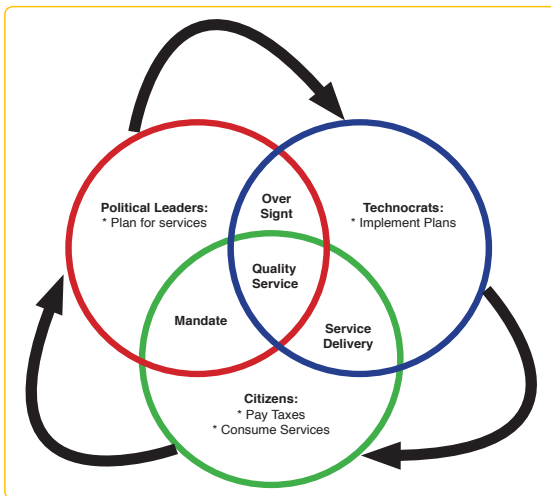 Over
Signt
Political Leaders:
* Plan for services
Technocrats:
* Implement Plans
Quality
Service
Mandate
Service
Delivery
Citizens:
* Pay Taxes
* Consume Services